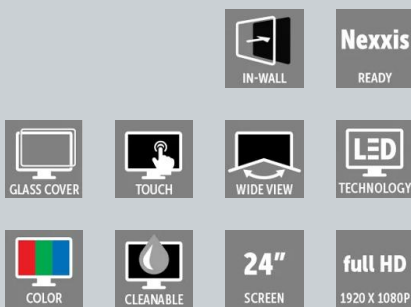 IN-WALL
Nexxis
READY
GLASS COVER
TOUCH
WIDE VIEW
LED
TECHNOLOGY
COLOR
CLEANABLE
24"
SCREEN
full HD
1920 X 1080P